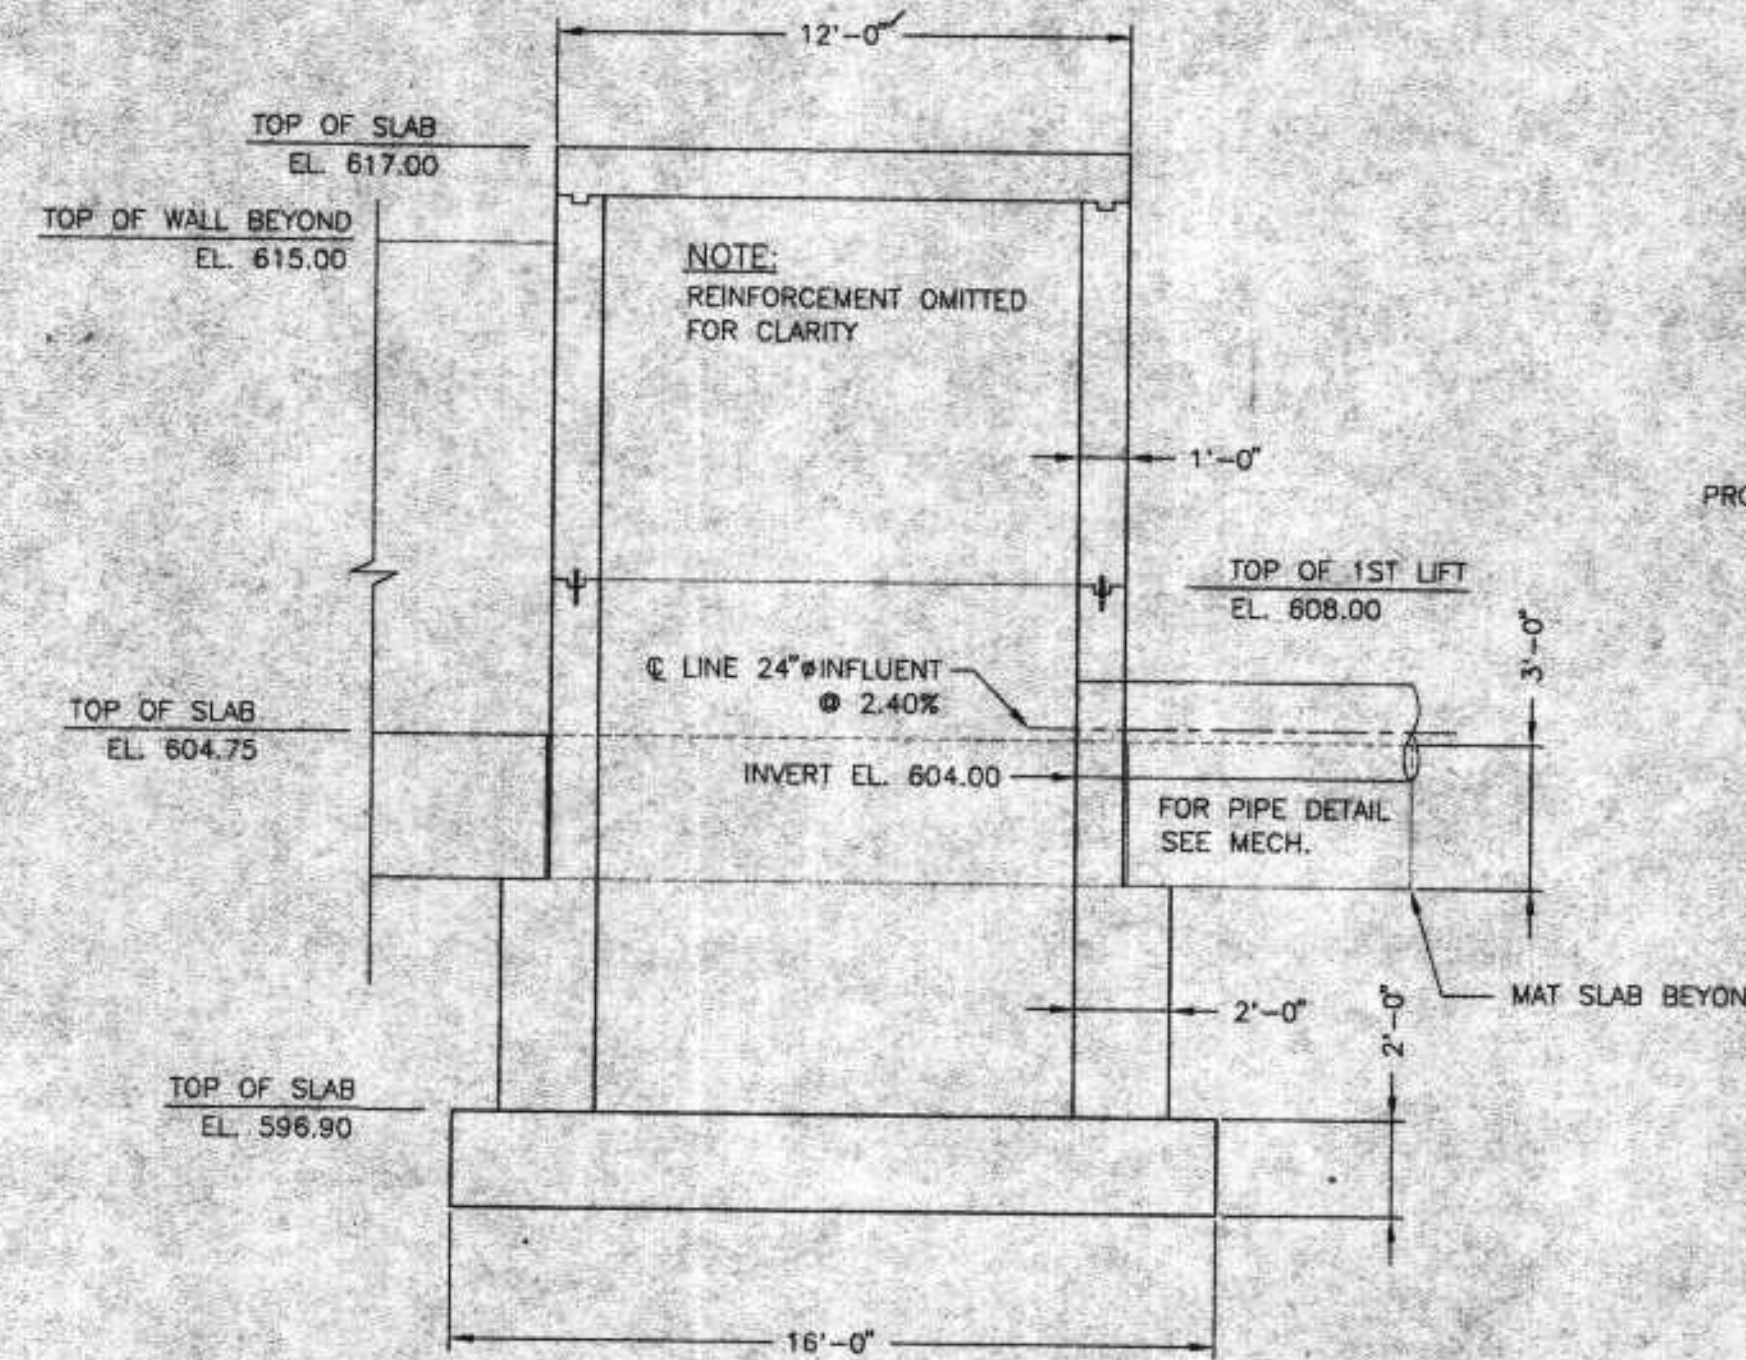 12'-0"
TOP OF SLAB
EL. 617.00
TOP OF WALL BEYOND
EL. 615.00
NOTE:
REINFORCEMENT OMITTED
FOR CLARITY
1'-0"
PRO
TOP OF 1ST LIFT
EL. 608.00
3'-0"
℄ LINE 24"ø INFLUENT
@ 2.40%
TOP OF SLAB
EL. 604.75
INVERT EL. 604.00
FOR PIPE DETAIL
SEE MECH.
MAT SLAB BEYON
2'-0"
2'-0"
TOP OF SLAB
EL. 596.90
16'-0"